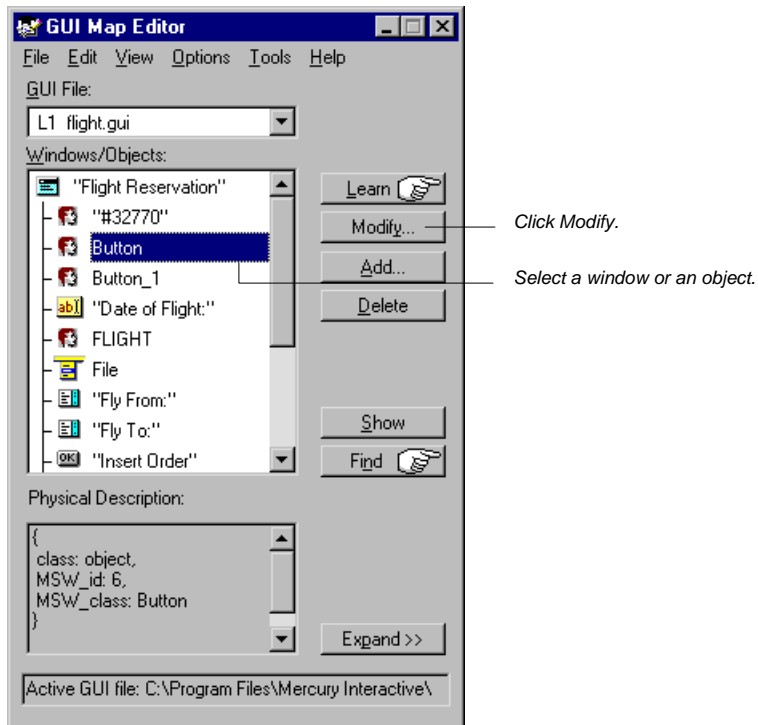 GUI Map Editor
File Edit View Options Tools Help
GUI File:
L1 flight.gui
Windows/Objects:
"Flight Reservation"
"#32770"
Button
Button_1
"Date of Flight:"
FLIGHT
File
"Fly From:"
"Fly To:"
"Insert Order"
Learn
Modify...
Add...
Delete
Show
Find
Click Modify.
Select a window or an object.
Physical Description:
{
class: object,
MSW_id: 6,
MSW_class: Button
}
Expand >>
Active GUI file: C:\Program Files\Mercury Interactive\